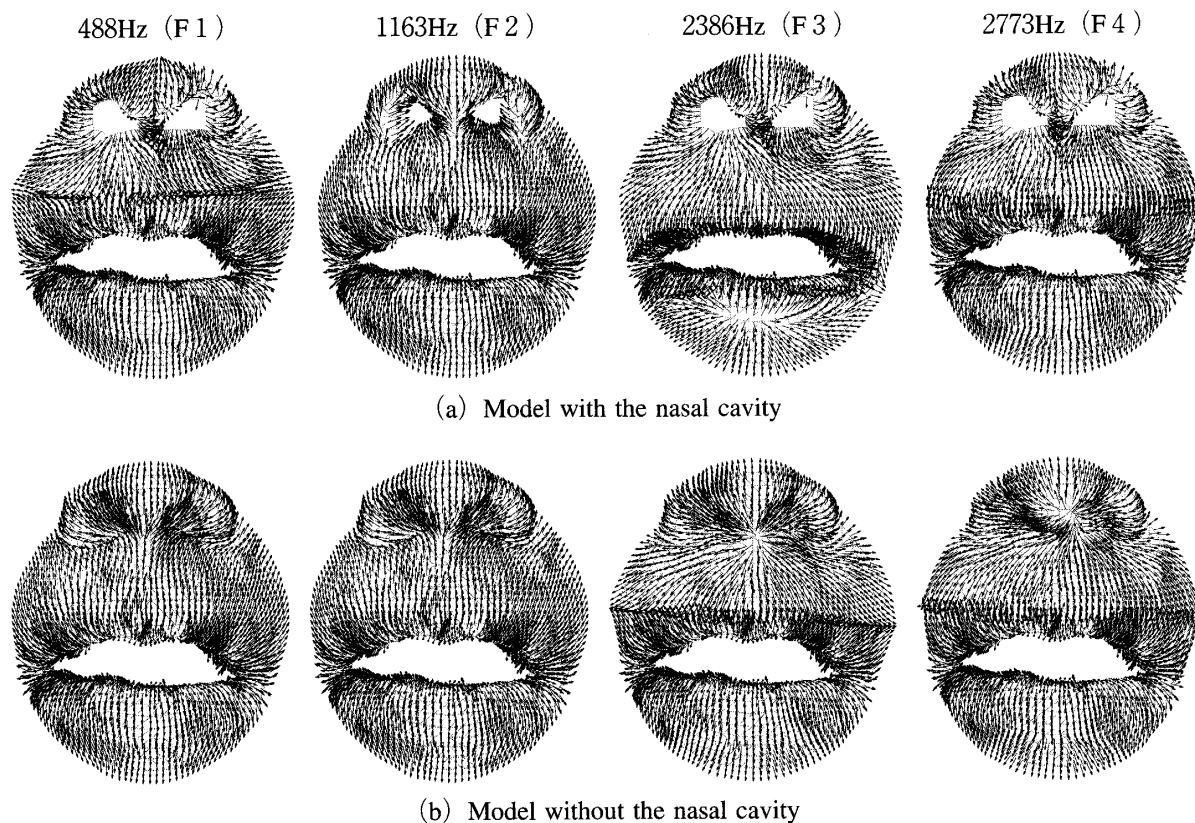 488Hz (F1) 1163Hz (F2) 2386Hz (F3) 2773Hz (F4)
(a) Model with the nasal cavity
(b) Model without the nasal cavity